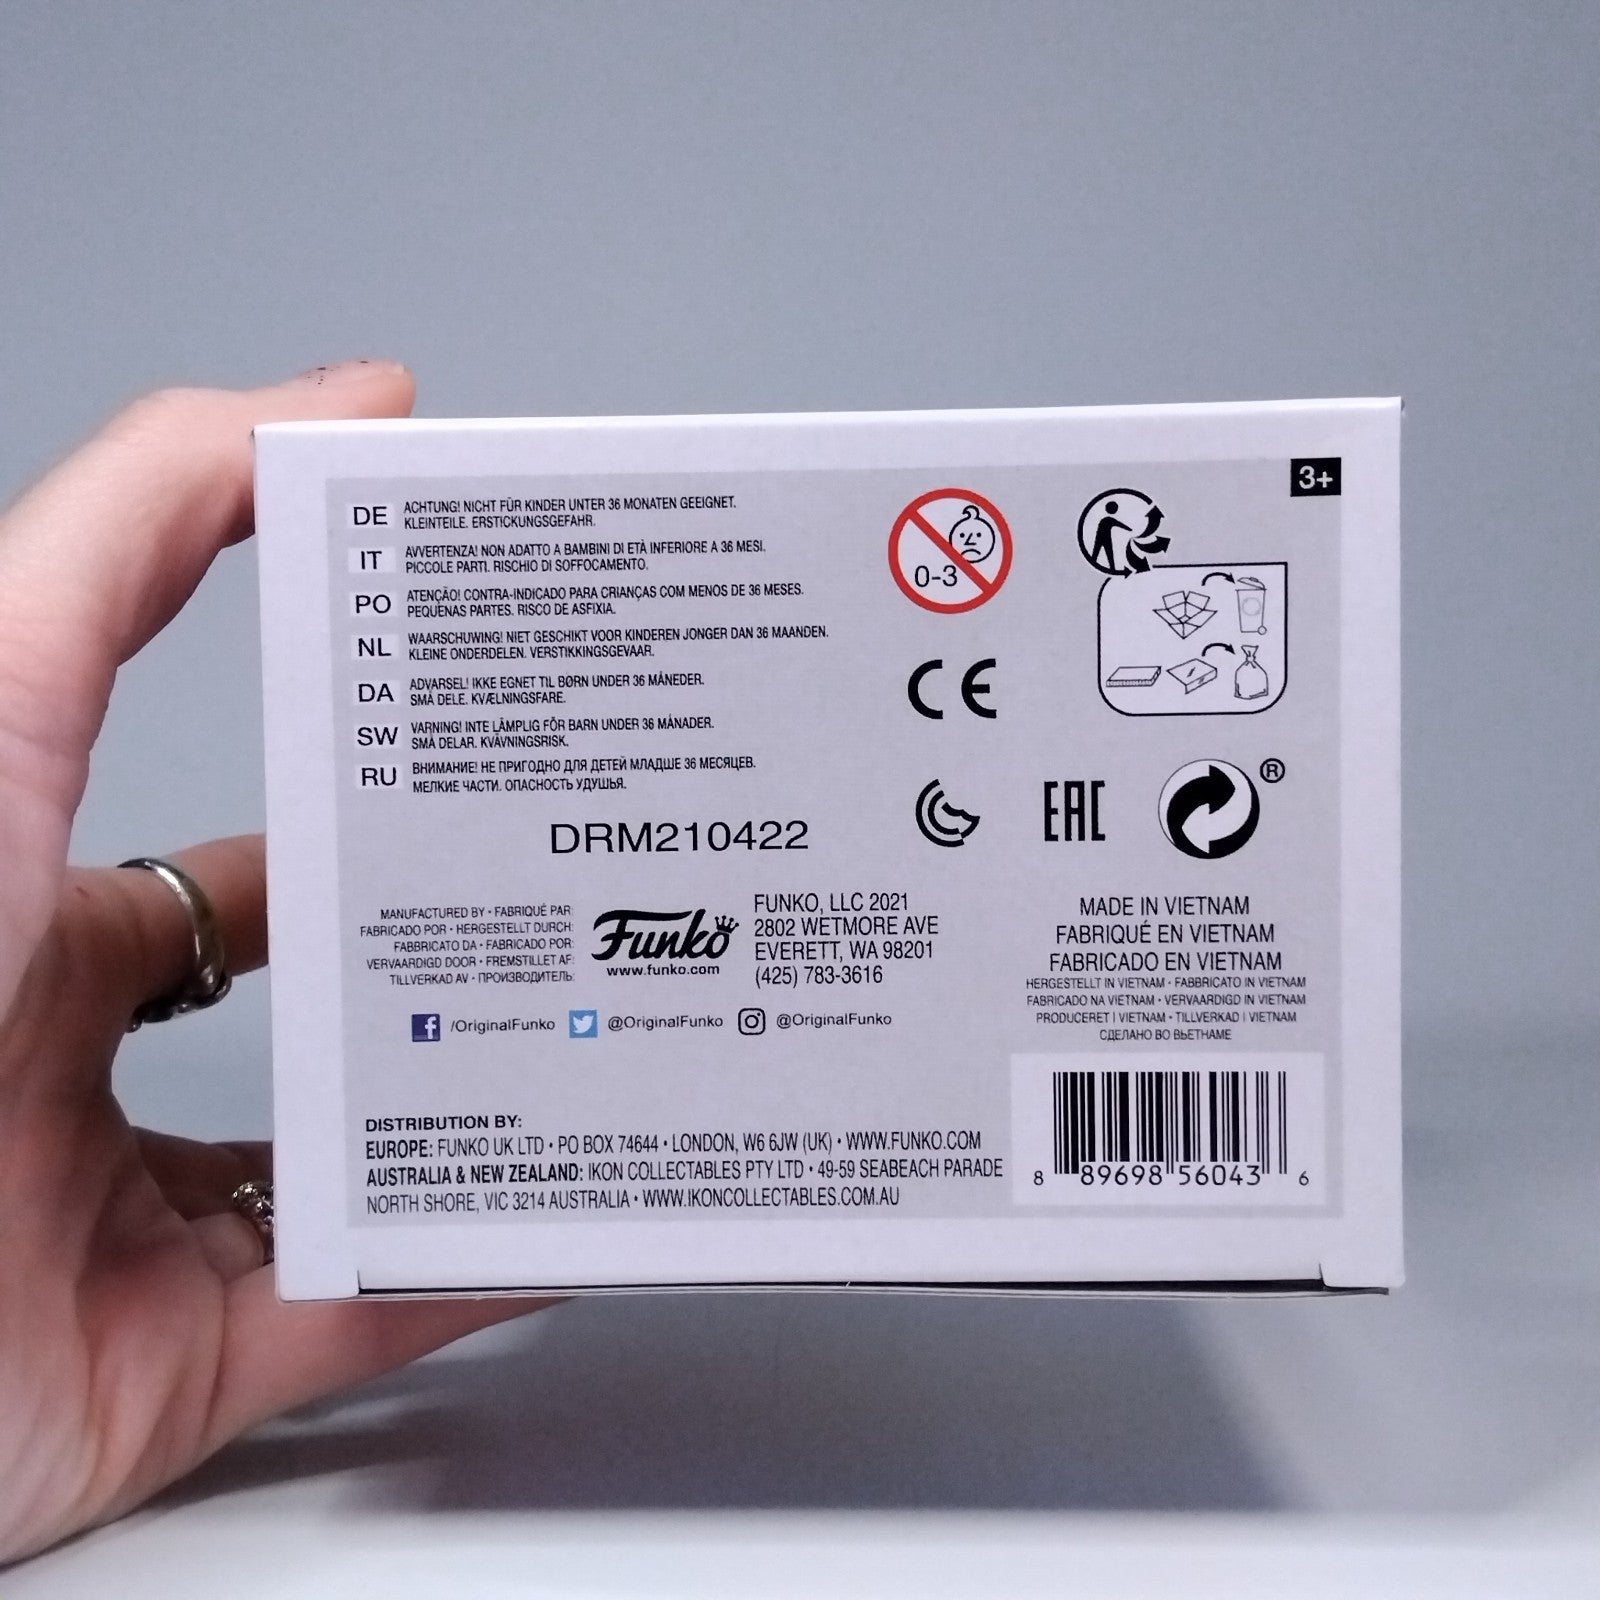 3+
DE ACHTUNG! NICHT FÜR KINDER UNTER 36 MONATEN GEEIGNET.
KLEINTEILE. ERSTICKUNGSGEFAHR.
IT AVVERTENZA! NON ADATTO A BAMBINI DI ETÀ INFERIORE A 36 MESI.
PICCOLE PARTI. RISCHIO DI SOFFOCAMENTO.
PO ATENÇÃO! CONTRA-INDICADO PARA CRIANÇAS COM MENOS DE 36 MESES.
PEQUENAS PARTES. RISCO DE ASFIXIA.
NL WAARSCHUWING! NIET GESCHIKT VOOR KINDEREN JONGER DAN 36 MAANDEN.
KLEINE ONDERDELEN. VERSTIKKINGSGEVAAR.
DA ADVARSEL! IKKE EGNET TIL BØRN UNDER 36 MÅNEDER.
SMÅ DELE. KVÆLNINGSFARE.
SW VARNING! INTE LÄMPLIG FÖR BARN UNDER 36 MÅNADER.
SMÅ DELAR. KVÄVNINGSRISK.
RU ВНИМАНИЕ! НЕ ПРИГОДНО ДЛЯ ДЕТЕЙ МЛАДШЕ 36 МЕСЯЦЕВ.
МЕЛКИЕ ЧАСТИ. ОПАСНОСТЬ УДУШЬЯ.
0-3
CE
EAC
®
DRM210422
MANUFACTURED BY • FABRIQUÉ PAR:
FABRICADO POR • HERGESTELLT DURCH:
FABBRICATO DA • FABRICADO POR:
VERVAARDIGD DOOR • FREMSTILLET AF:
TILLVERKAD AV • ПРОИЗВОДИТЕЛЬ:
Funko
www.funko.com
FUNKO, LLC 2021
2802 WETMORE AVE
EVERETT, WA 98201
(425) 783-3616
MADE IN VIETNAM
FABRIQUÉ EN VIETNAM
FABRICADO EN VIETNAM
HERGESTELLT IN VIETNAM • FABBRICATO IN VIETNAM
FABRICADO NA VIETNAM • VERVAARDIGD IN VIETNAM
PRODUCERET I VIETNAM • TILLVERKAD I VIETNAM
СДЕЛАНО ВО ВЬЕТНАМЕ
/OriginalFunko @OriginalFunko @OriginalFunko
DISTRIBUTION BY:
EUROPE: FUNKO UK LTD • PO BOX 74644 • LONDON, W6 6JW (UK) • WWW.FUNKO.COM
AUSTRALIA & NEW ZEALAND: IKON COLLECTABLES PTY LTD • 49-59 SEABEACH PARADE
NORTH SHORE, VIC 3214 AUSTRALIA • WWW.IKONCOLLECTABLES.COM.AU
8 89698 56043 6